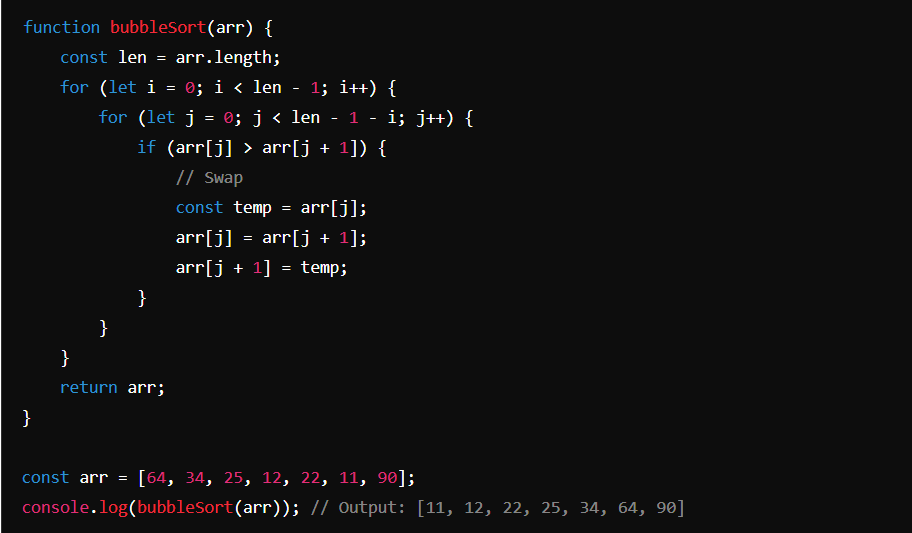 function bubbleSort(arr) {
    const len = arr.length;
    for (let i = 0; i < len - 1; i++) {
        for (let j = 0; j < len - 1 - i; j++) {
            if (arr[j] > arr[j + 1]) {
                // Swap
                const temp = arr[j];
                arr[j] = arr[j + 1];
                arr[j + 1] = temp;
            }
        }
    }
    return arr;
}

const arr = [64, 34, 25, 12, 22, 11, 90];
console.log(bubbleSort(arr)); // Output: [11, 12, 22, 25, 34, 64, 90]